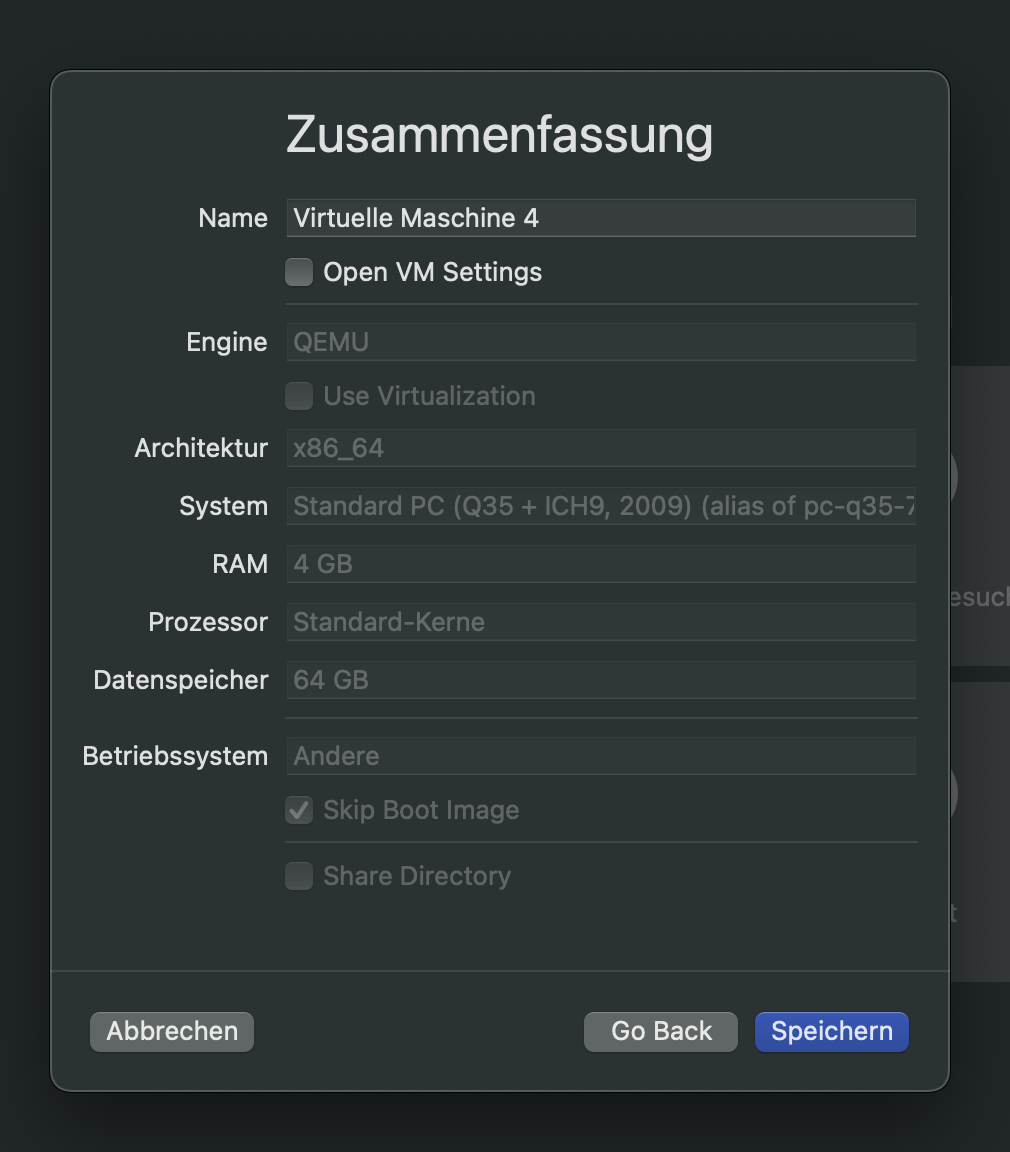 Zusammenfassung
Name Virtuelle Maschine 4
Open VM Settings
Engine QEMU
Use Virtualization
Architektur x86_64
System Standard PC (Q35 + ICH9, 2009) (alias of pc-q35-7
RAM 4 GB
esuch
Prozessor Standard-Kerne
Datenspeicher 64 GB
Betriebssystem Andere
Skip Boot Image
Share Directory
t
Abbrechen Go Back Speichern